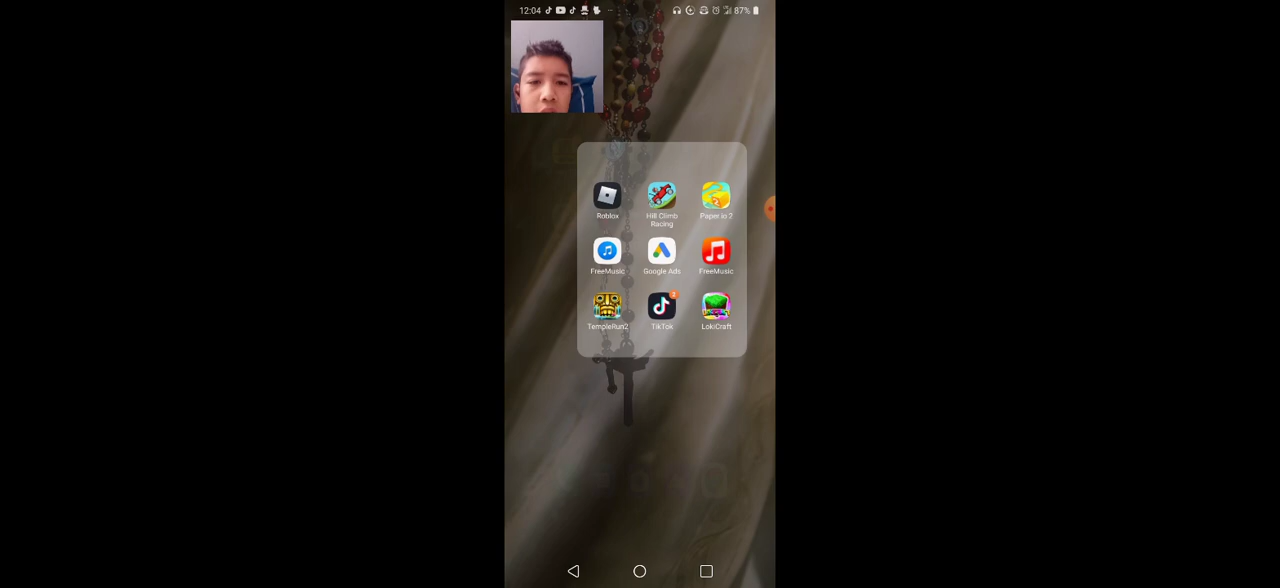 12:04
87%
Roblox
Hill Climb
Racing
Paper.io 2
FreeMusic
Google Ads
FreeMusic
TempleRun2
TikTok
LokiCraft